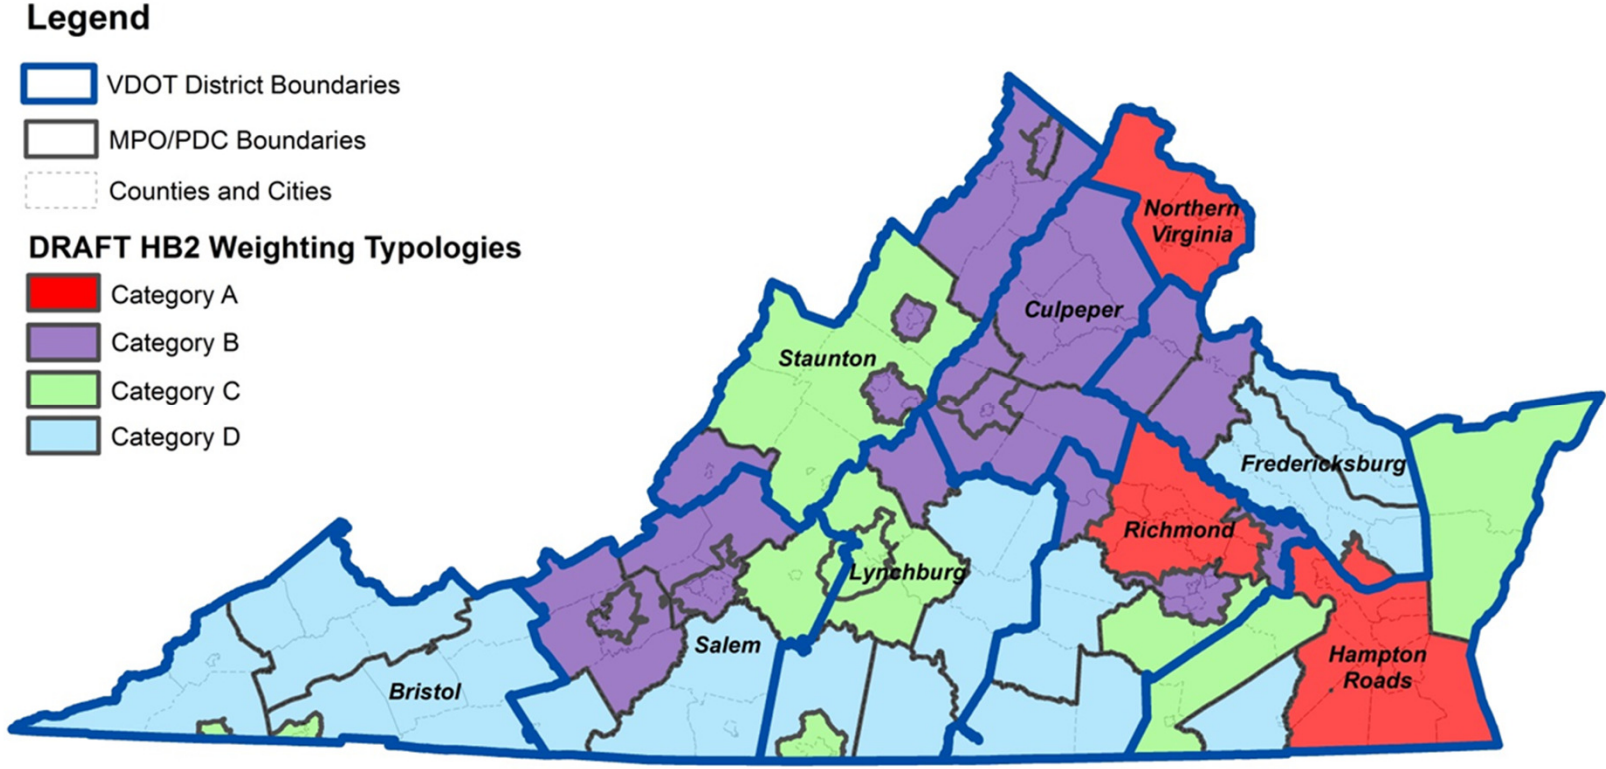 Legend
VDOT District Boundaries
MPO/PDC Boundaries
Counties and Cities
DRAFT HB2 Weighting Typologies
Category A
Category B
Category C
Category D
Northern
Virginia
Culpeper
Staunton
Fredericksburg
Richmond
Lynchburg
Salem
Hampton
Roads
Bristol